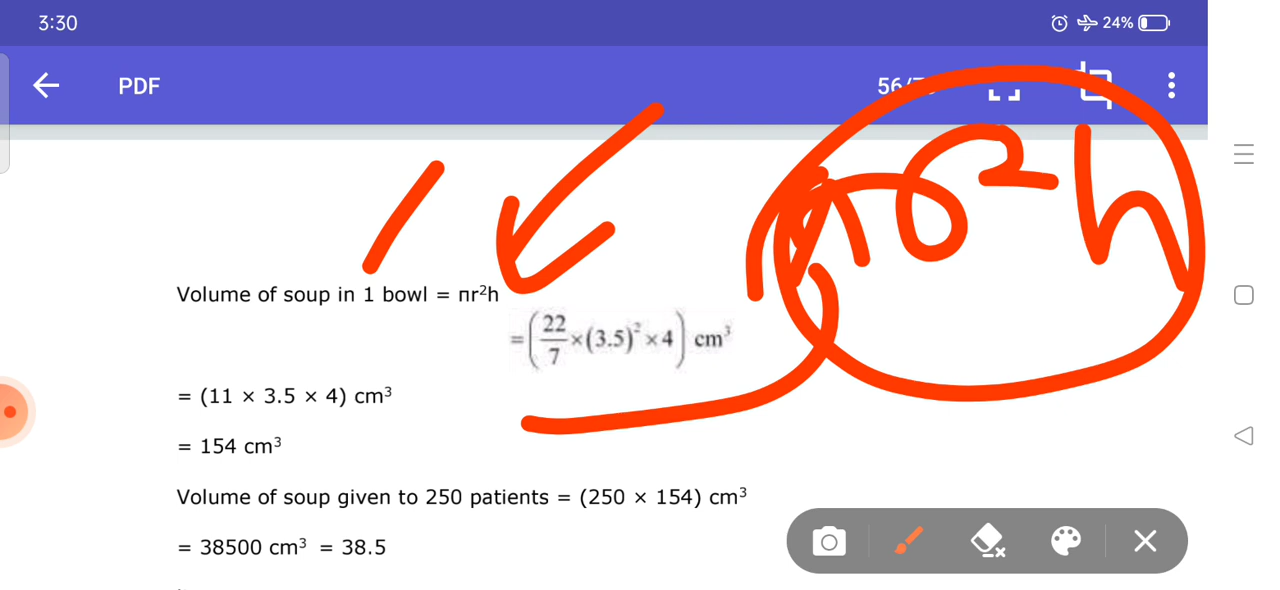 3:30 24%
PDF 56/
πr²h
Volume of soup in 1 bowl = πr²h
= (22/7 × (3.5)² × 4) cm³
= (11 × 3.5 × 4) cm³
= 154 cm³
Volume of soup given to 250 patients = (250 × 154) cm³
= 38500 cm³ = 38.5